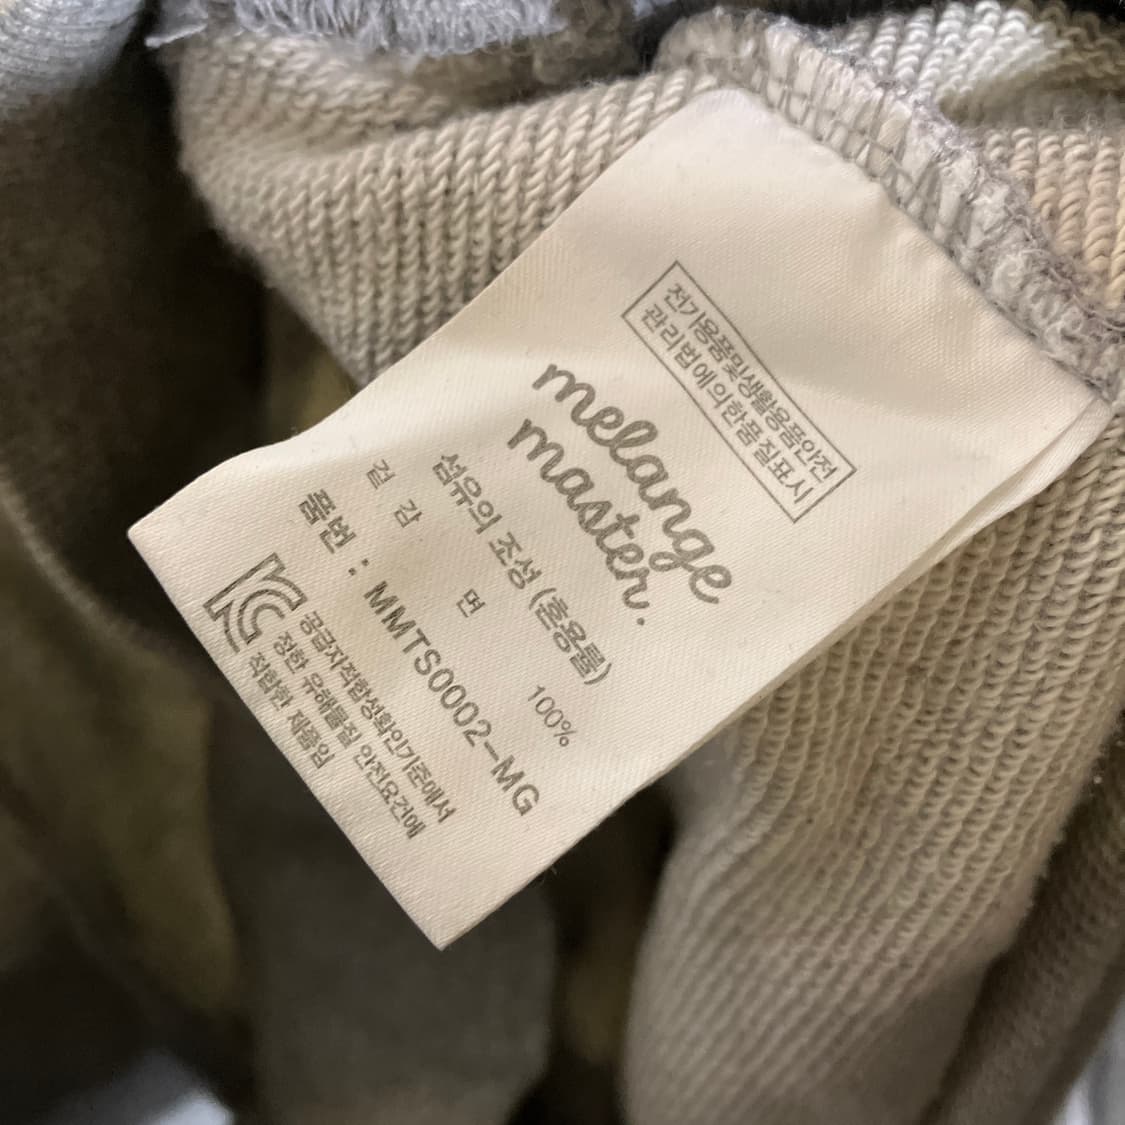 전기용품및생활용품안전
관리법에의한품질표시
melange
master.
섬유의 조성 (혼용률)
겉감 면 100%
품번 : MMTS0002-MG
공급자적합성확인기준에서
정한 유해물질 안전요건에
적합한 제품임